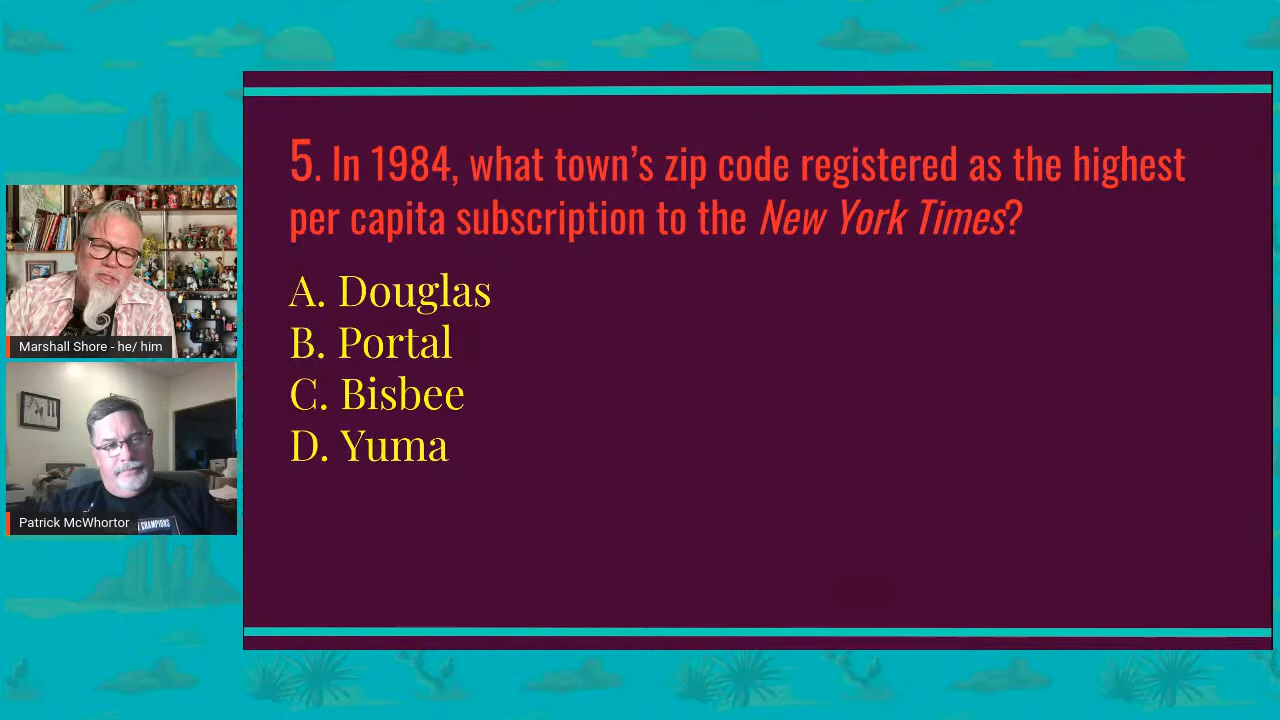 5. In 1984, what town’s zip code registered as the highest
per capita subscription to the New York Times?
A. Douglas
B. Portal
C. Bisbee
D. Yuma
Marshall Shore - he/ him
CHAMPIONS
Patrick McWhortor